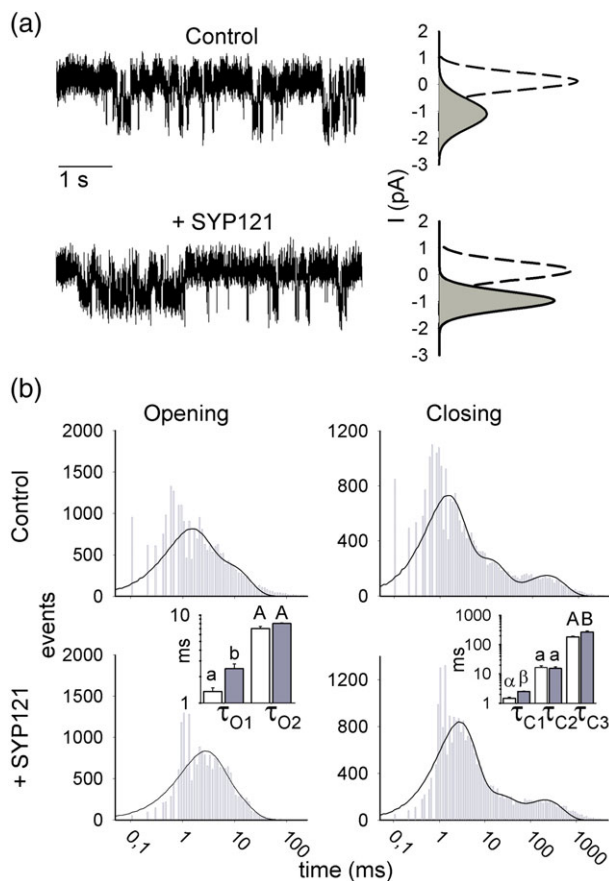 (a)
Control
1 s
+ SYP121
2
1
0
-1
-2
-3
I (pA)
2
1
0
-1
-2
-3
(b)
Opening
Closing
Control
+ SYP121
events
2000
1500
1000
500
0
1200
800
400
0
10
ms
1
a
b
A
A
τO1
τO2
1000
100
10
1
ms
α
β
a
a
A
B
τC1
τC2
τC3
2000
1500
1000
500
0
0,1
1
10
100
1200
800
400
0
0,1
1
10
100
1000
time (ms)